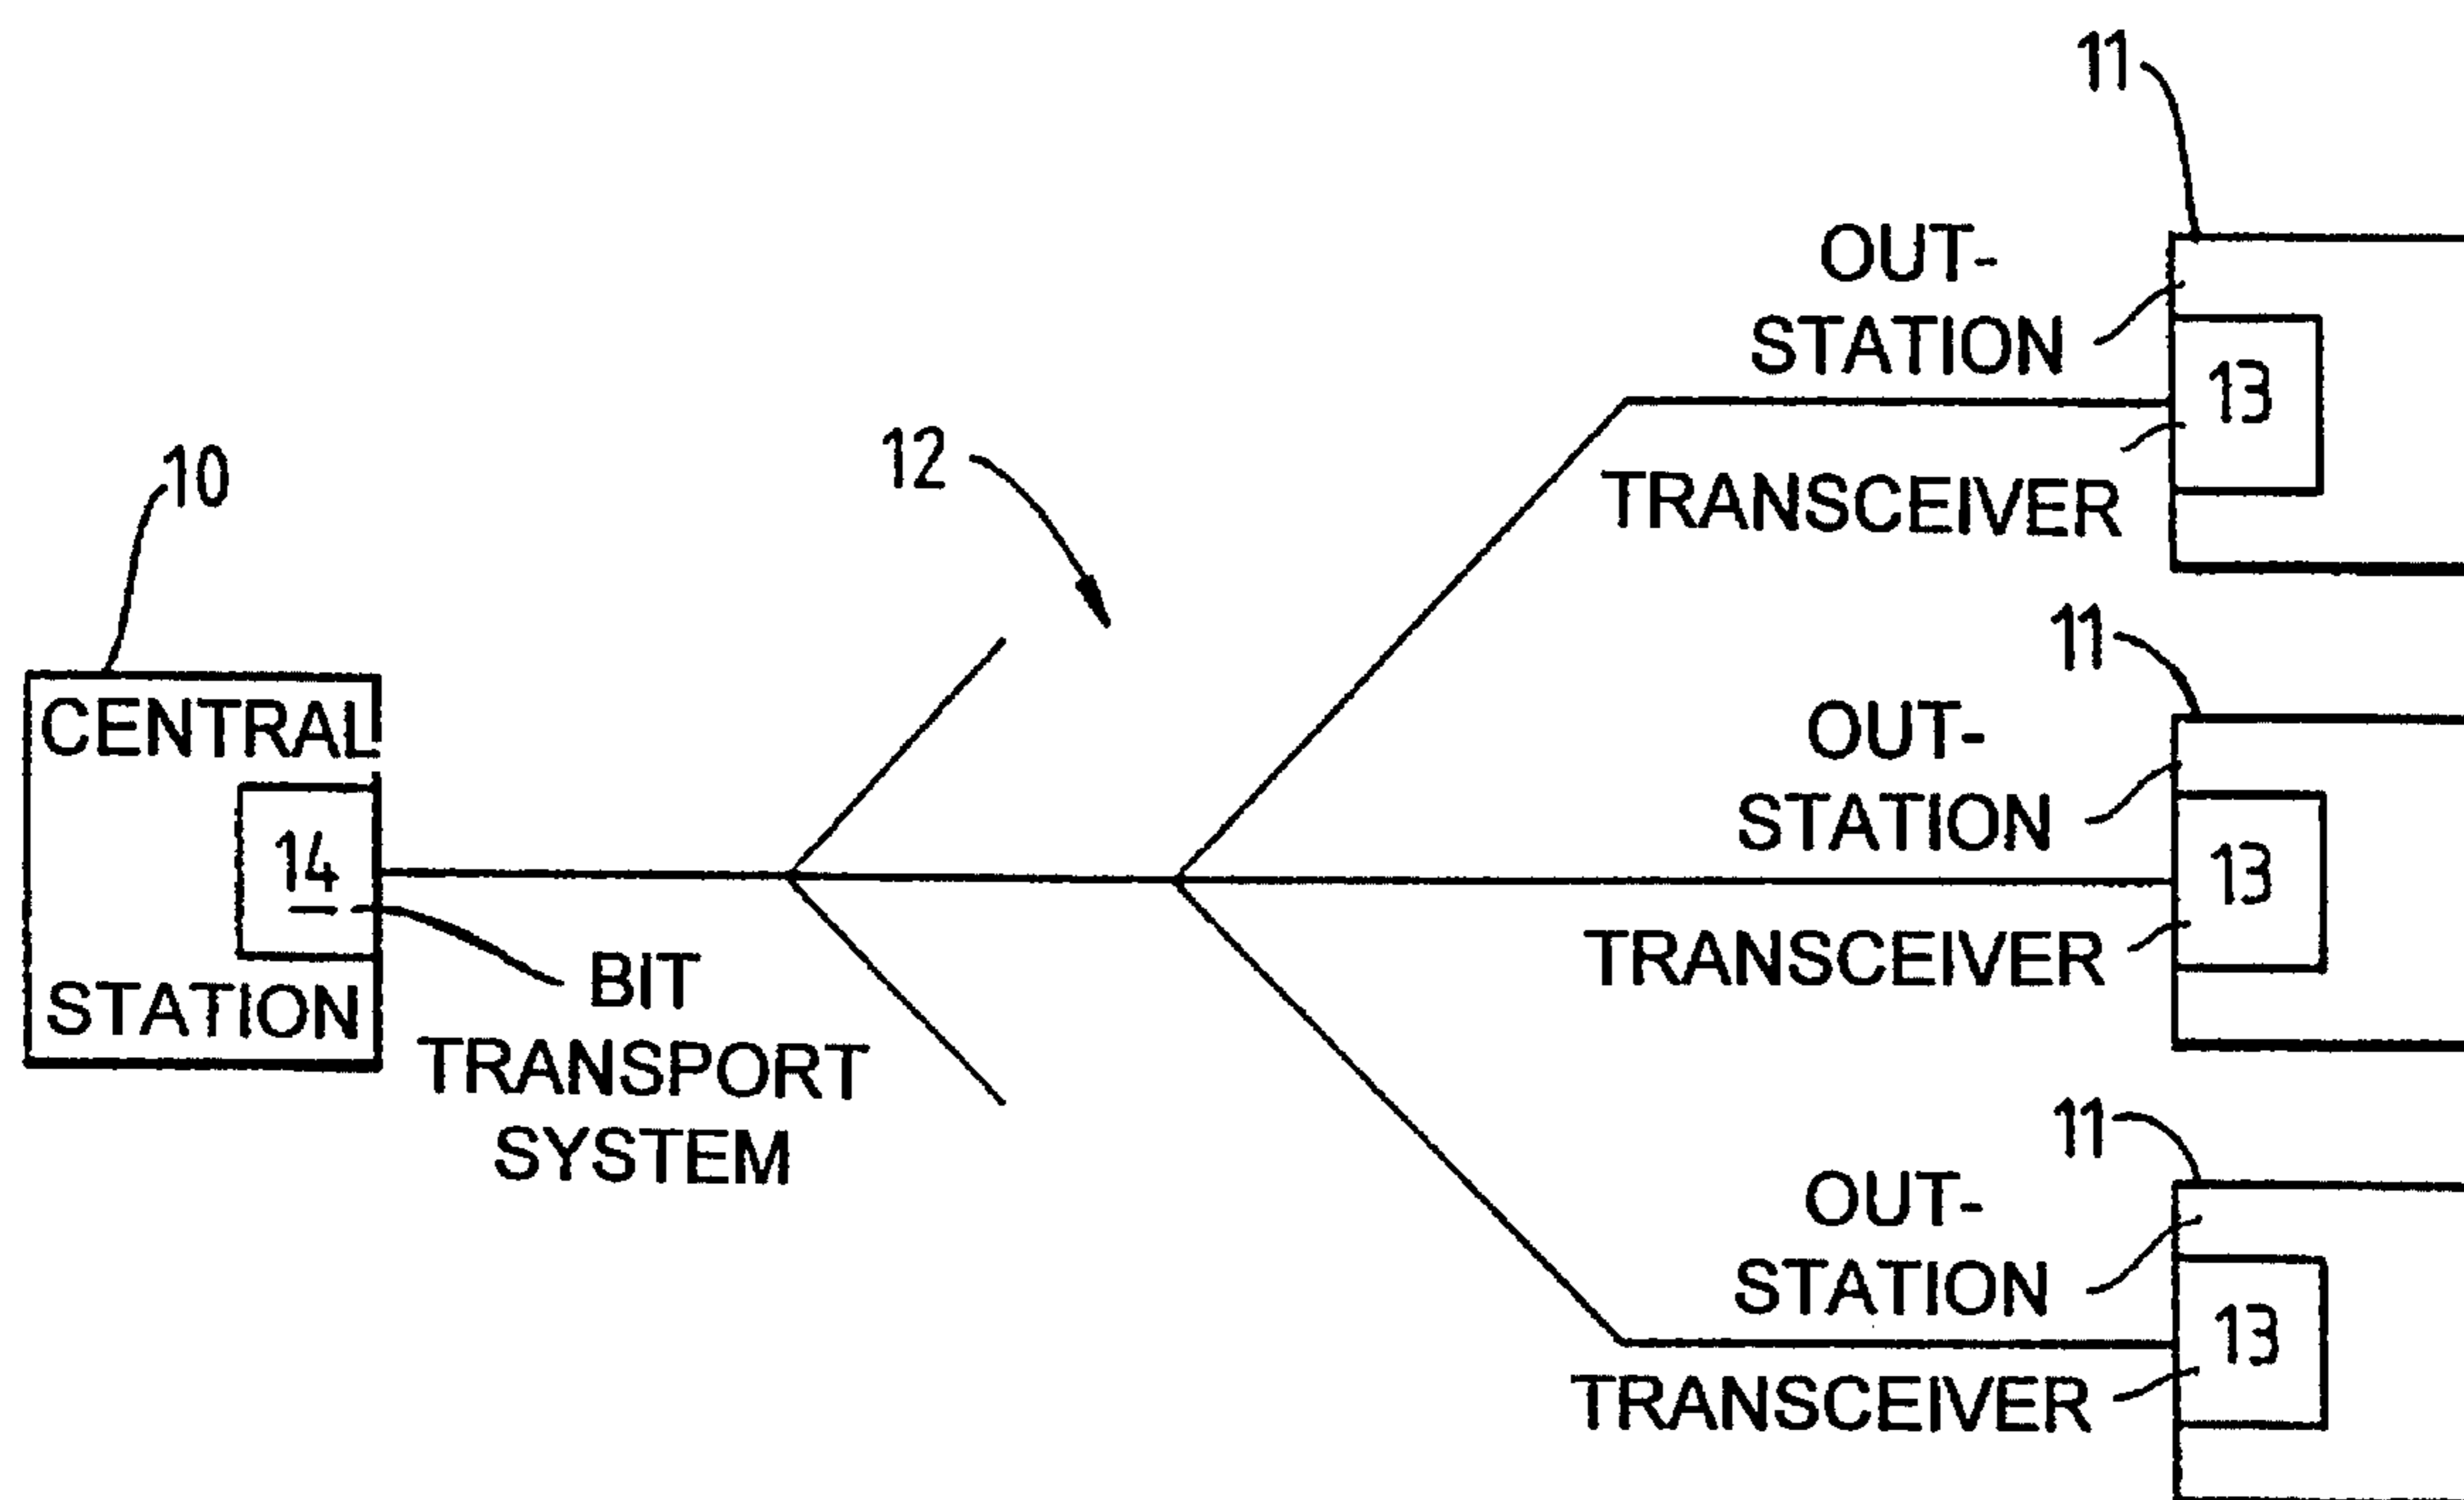 11
OUT-
STATION
13
TRANSCEIVER
12
10
CENTRAL
14
STATION
BIT
TRANSPORT
SYSTEM
11
OUT-
STATION
13
TRANSCEIVER
11
OUT-
STATION
13
TRANSCEIVER